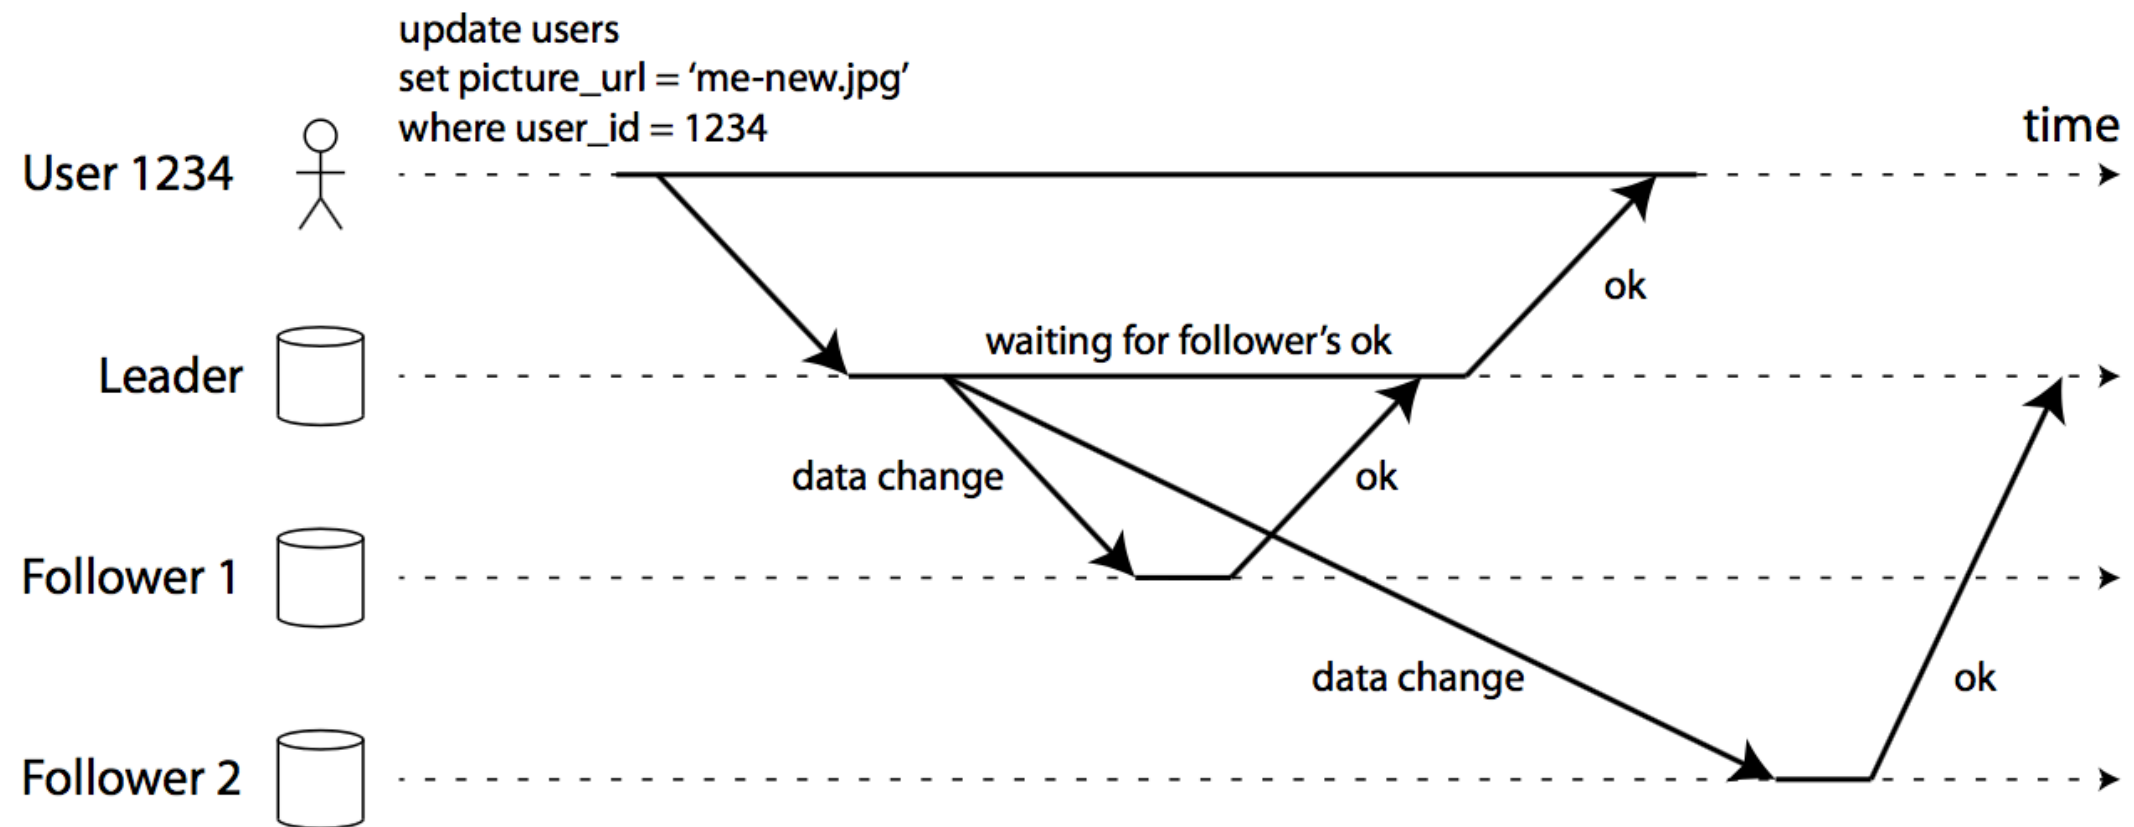 update users
set picture_url = ‘me-new.jpg’
where user_id = 1234
time
User 1234
ok
waiting for follower’s ok
Leader
data change
ok
Follower 1
data change
ok
Follower 2